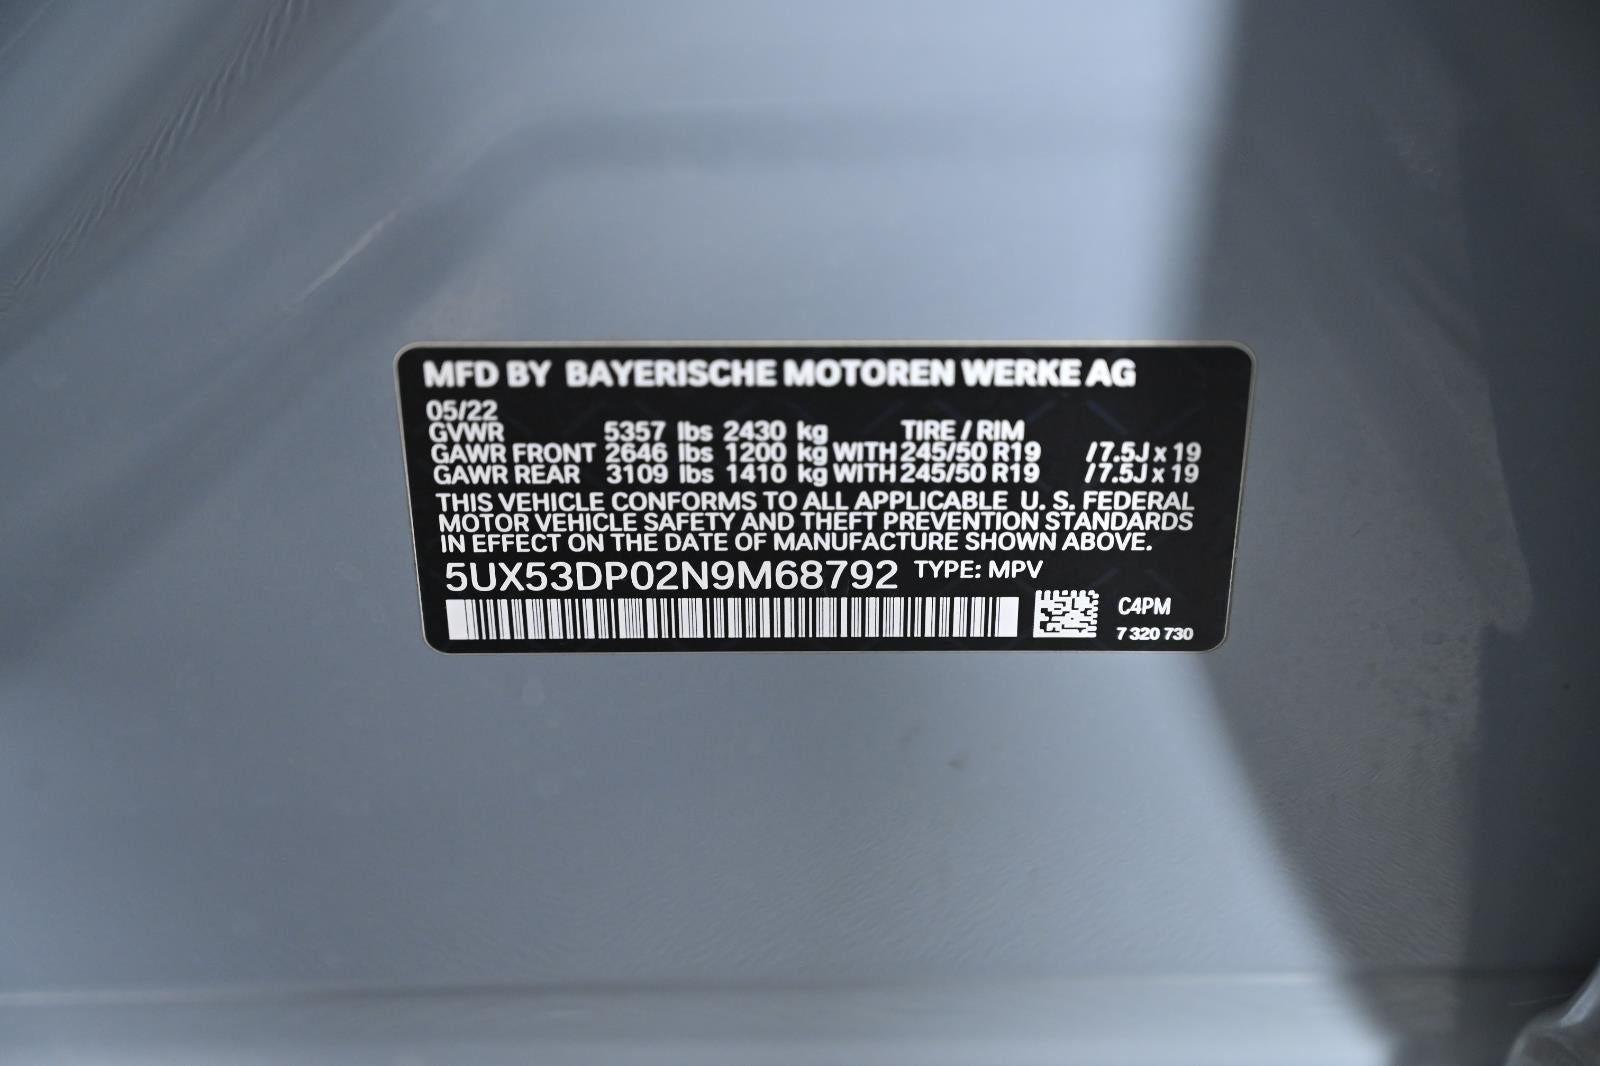 MFD BY BAYERISCHE MOTOREN WERKE AG
05/22
GVWR 5357 lbs 2430 kg TIRE / RIM
GAWR FRONT 2646 lbs 1200 kg WITH 245/50 R19 /7.5J x 19
GAWR REAR 3109 lbs 1410 kg WITH 245/50 R19 /7.5J x 19
THIS VEHICLE CONFORMS TO ALL APPLICABLE U. S. FEDERAL
MOTOR VEHICLE SAFETY AND THEFT PREVENTION STANDARDS
IN EFFECT ON THE DATE OF MANUFACTURE SHOWN ABOVE.
5UX53DP02N9M68792 TYPE: MPV
C4PM
7 320 730